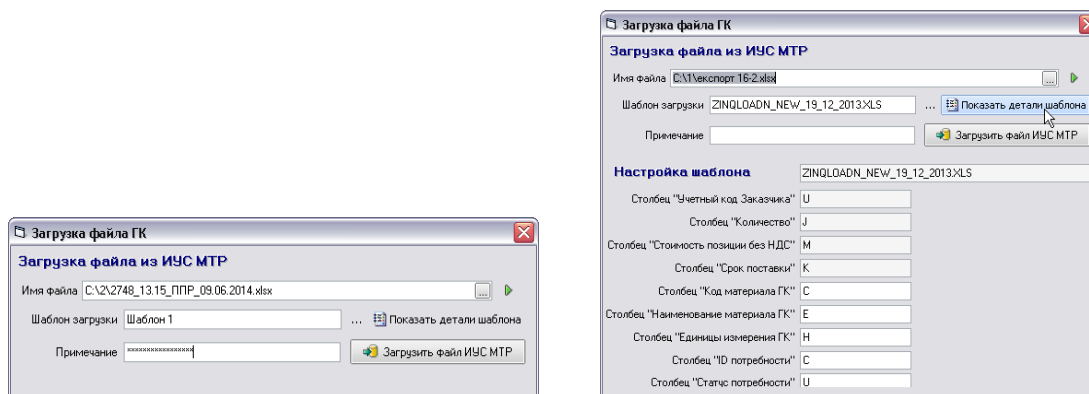 Загрузка файла ГК
Загрузка файла из ИУС МТР
Имя файла C:\2\2748_13.15_ППР_09.06.2014.xlsx ...
Шаблон загрузки Шаблон 1 ... Показать детали шаблона
Примечание xxxxxxxxxxxxxxxxx Загрузить файл ИУС МТР
Загрузка файла ГК
Загрузка файла из ИУС МТР
Имя файла C:\1\експорт 16-2.xlsx ...
Шаблон загрузки ZINQLOADN_NEW_19_12_2013.XLS ... Показать детали шаблона
Примечание Загрузить файл ИУС МТР
Настройка шаблона ZINQLOADN_NEW_19_12_2013.XLS
Столбец "Учетный код Заказчика" U
Столбец "Количество" J
Столбец "Стоимость позиции без НДС" M
Столбец "Срок поставки" K
Столбец "Код материала ГК" C
Столбец "Наименование материала ГК" E
Столбец "Единицы измерения ГК" H
Столбец "ID потребности" C
Столбец "Статус потребности" U